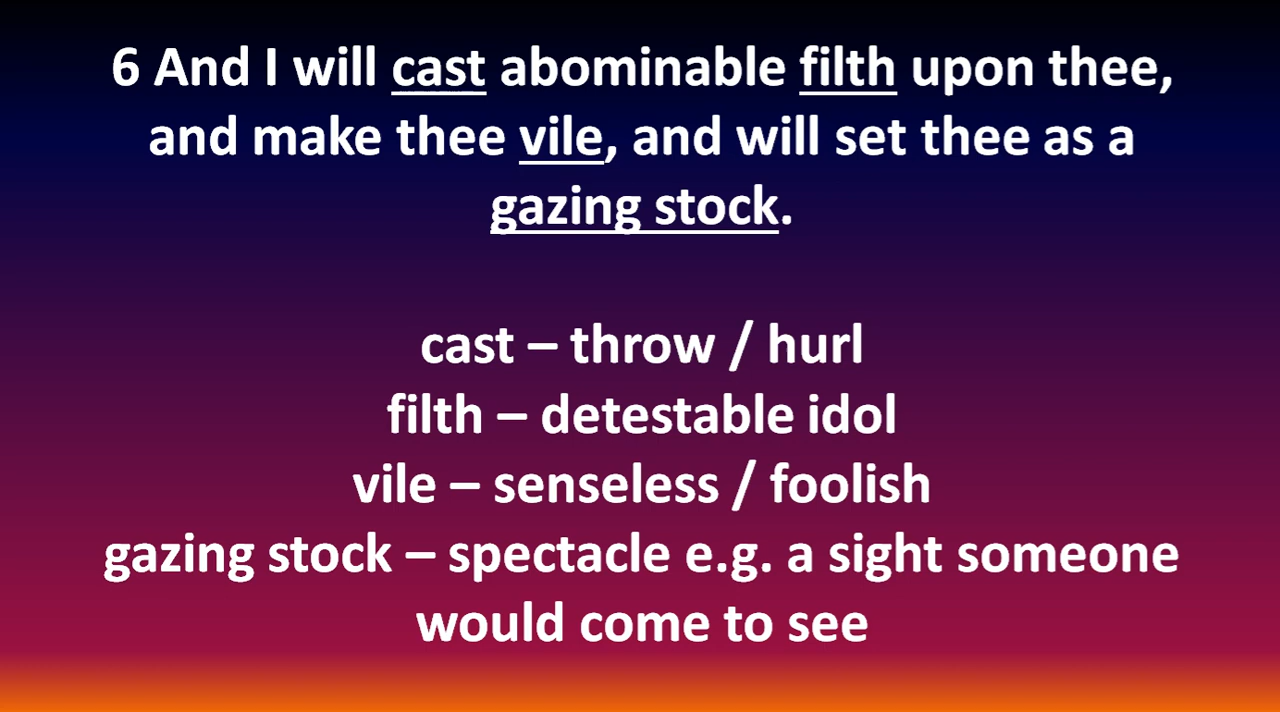 6 And I will cast abominable filth upon thee,
and make thee vile, and will set thee as a
gazing stock.
cast – throw / hurl
filth – detestable idol
vile – senseless / foolish
gazing stock – spectacle e.g. a sight someone
would come to see